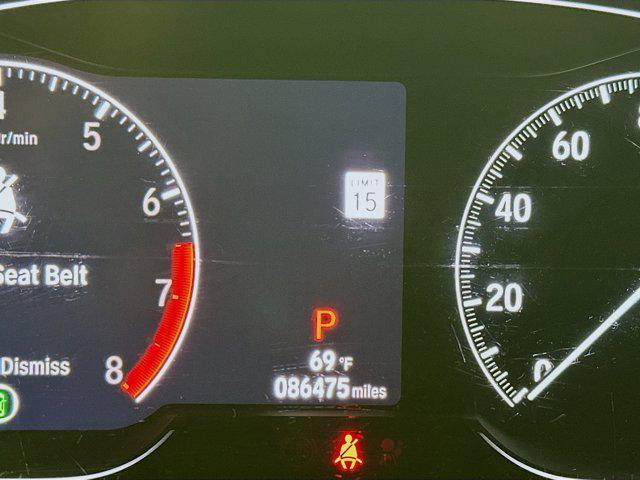 4
5
r/min
6
Seat Belt
7
8
Dismiss
LIMIT
15
P
69 °F
086475 miles
60
40
20
0